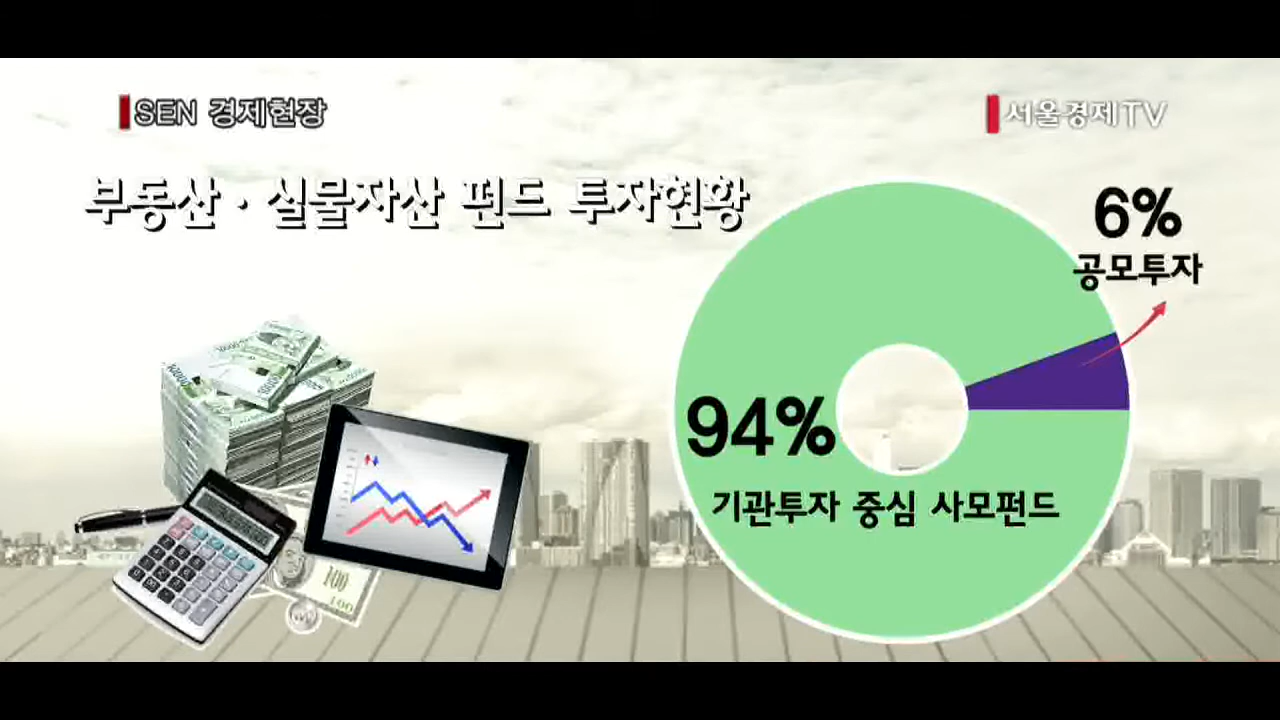 SEN 경제현장
서울경제TV
부동산·실물자산 펀드 투자현황
6%
공모투자
94%
기관투자 중심 사모펀드
100
100